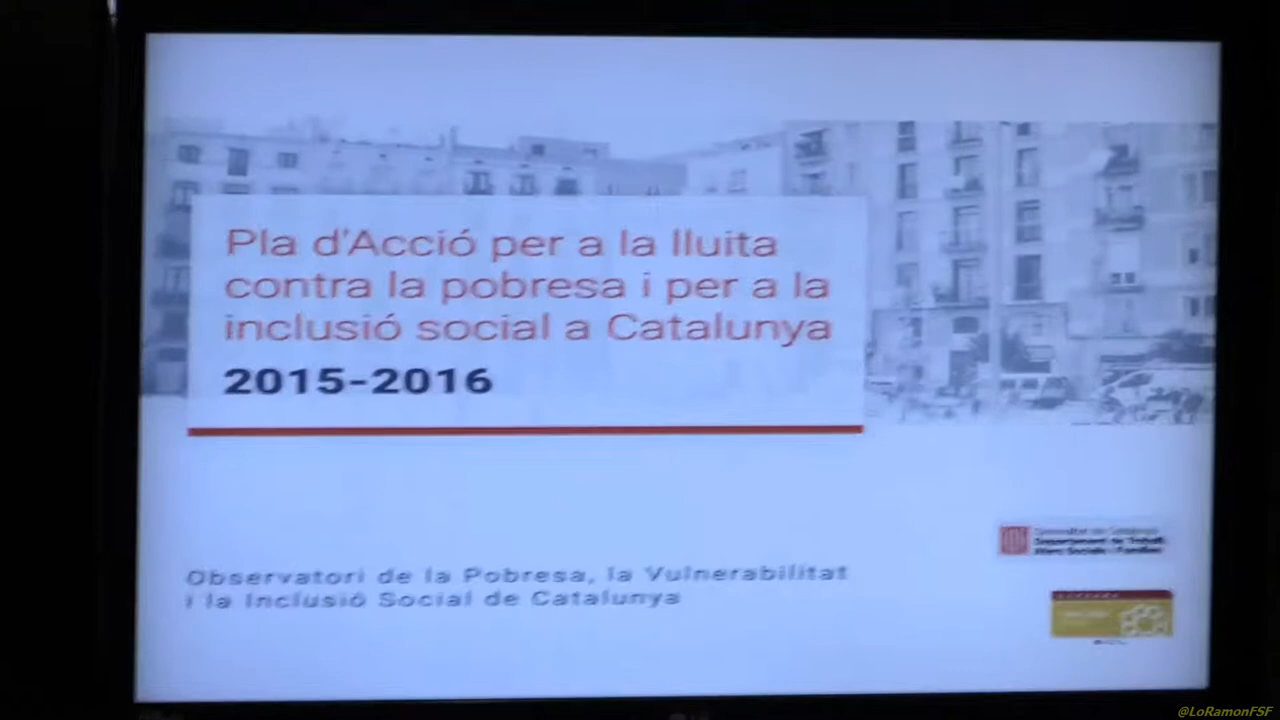 Pla d'Acció per a la lluita
contra la pobresa i per a la
inclusió social a Catalunya
2015-2016
Generalitat de Catalunya
Departament de Treball
Afers Socials i Famílies
Observatori de la Pobresa, la Vulnerabilitat
i la Inclusió Social de Catalunya
@LoRamonFSF